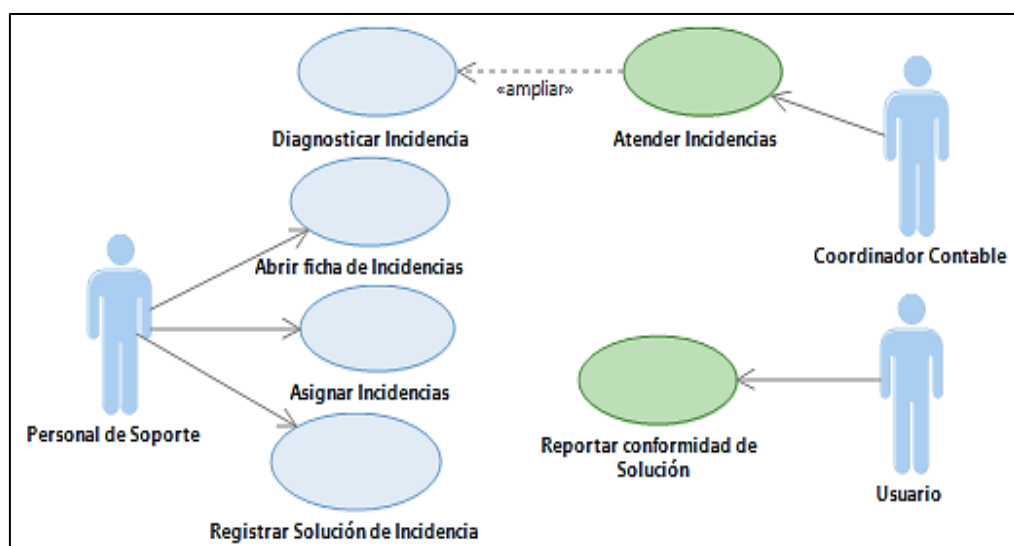 «ampliar»
Diagnosticar Incidencia
Atender Incidencias
Coordinador Contable
Abrir ficha de Incidencias
Asignar Incidencias
Personal de Soporte
Reportar conformidad de
Solución
Usuario
Registrar Solución de Incidencia